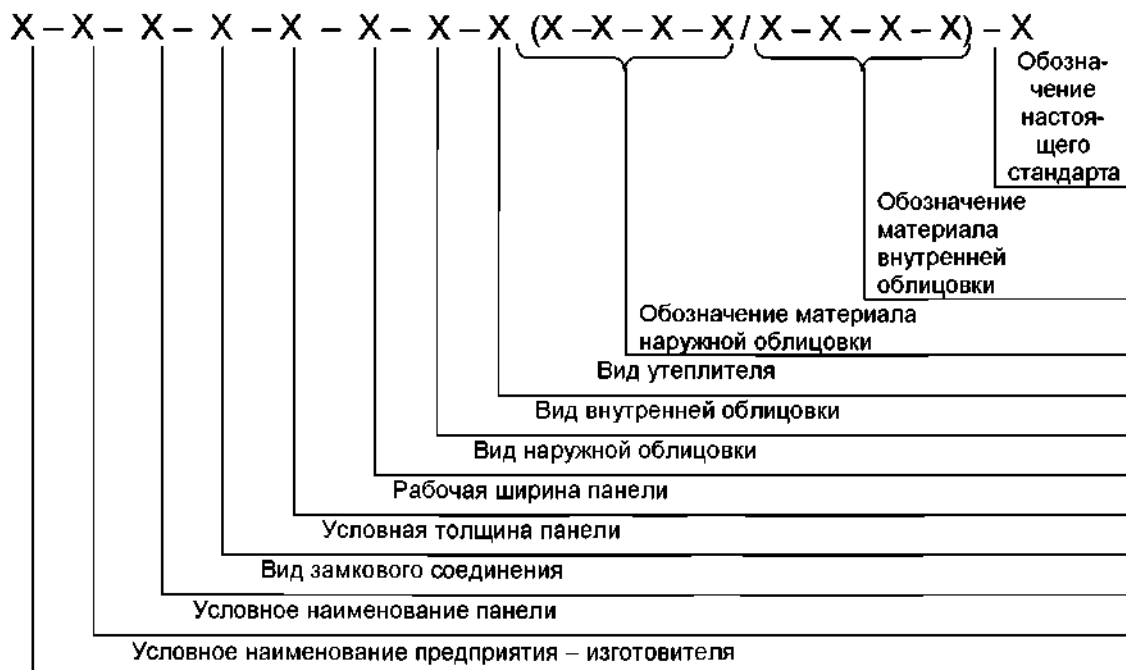 X – X – X – X – X – X – X – X (X – X – X – X / X – X – X – X) – X
Обозна-
чение
настоя-
щего
стандарта
Обозначение
материала
внутренней
облицовки
Обозначение материала
наружной облицовки
Вид утеплителя
Вид внутренней облицовки
Вид наружной облицовки
Рабочая ширина панели
Условная толщина панели
Вид замкового соединения
Условное наименование панели
Условное наименование предприятия – изготовителя